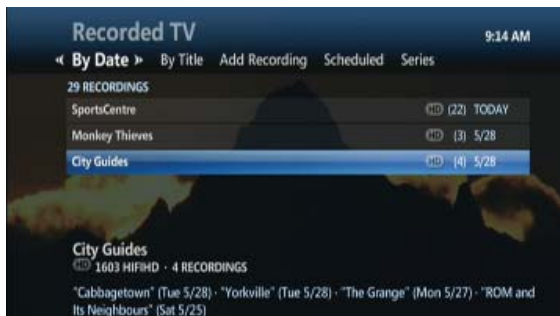 Recorded TV
9:14 AM
« By Date » By Title Add Recording Scheduled Series
29 RECORDINGS
SportsCentre HD (22) TODAY
Monkey Thieves HD (3) 5/28
City Guides HD (4) 5/28
City Guides
HD 1603 HIFIHD · 4 RECORDINGS
"Cabbagetown" (Tue 5/28) · "Yorkville" (Tue 5/28) · "The Grange" (Mon 5/27) · "ROM and
Its Neighbours" (Sat 5/25)